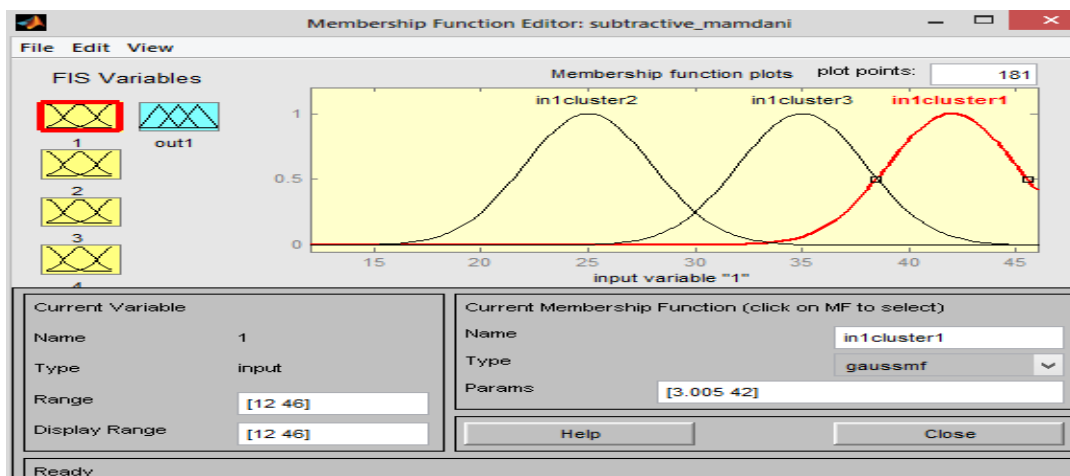 Membership Function Editor: subtractive_mamdani
File Edit View
FIS Variables
Membership function plots plot points: 181
in1cluster2 in1cluster3 in1cluster1
1
0.5
0
15 20 25 30 35 40 45
input variable "1"
1 out1
2
3
4
Current Variable
Name 1
Type input
Range [12 46]
Display Range [12 46]
Current Membership Function (click on MF to select)
Name in1cluster1
Type gaussmf
Params [3.005 42]
Help Close
Ready